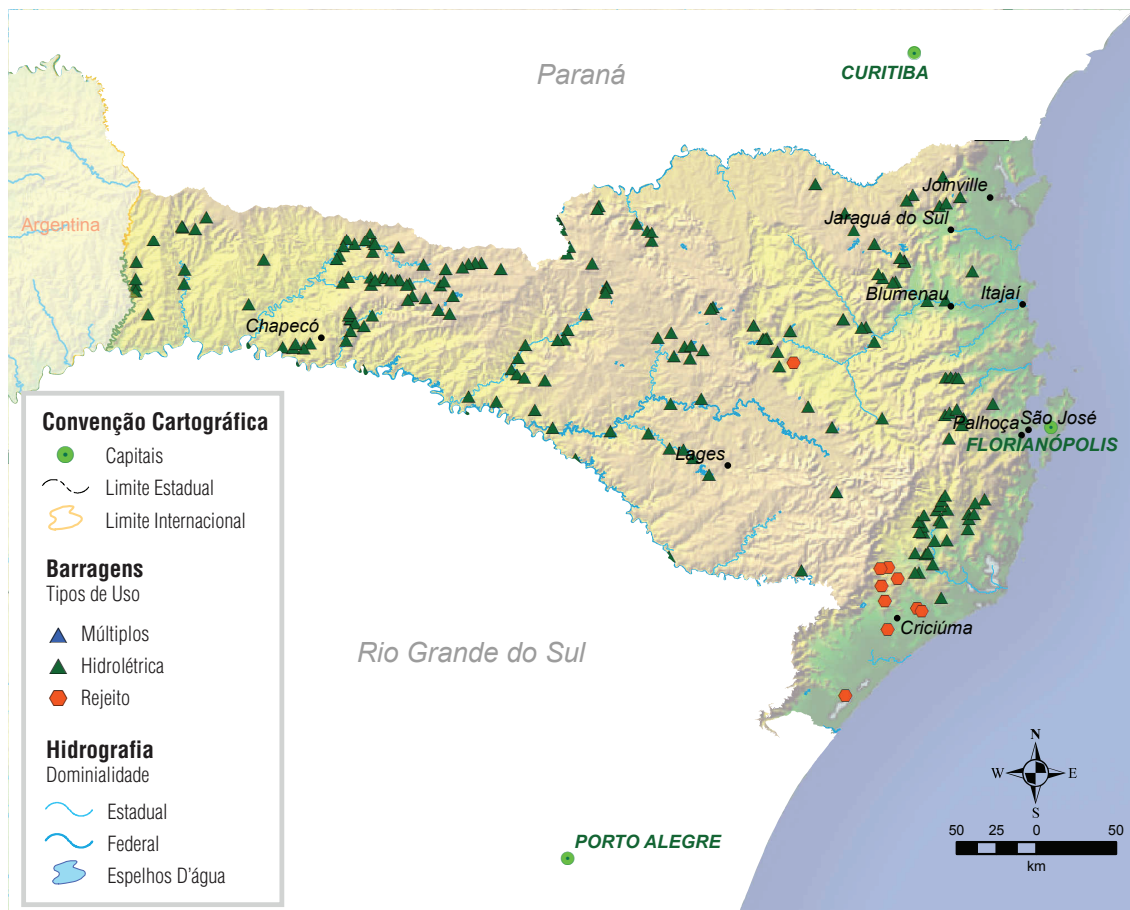 CURITIBA
Paraná
Joinville
Argentina
Jaraguá do Sul
Blumenau
Itajaí
Chapecó
Palhoça
São José
FLORIANÓPOLIS
Lages
Criciúma
Rio Grande do Sul
PORTO ALEGRE
Convenção Cartográfica
Capitais
Limite Estadual
Limite Internacional
Barragens
Tipos de Uso
Múltiplos
Hidrolétrica
Rejeito
Hidrografia
Dominialidade
Estadual
Federal
Espelhos D'água
N
W
E
S
50 25 0 50
km